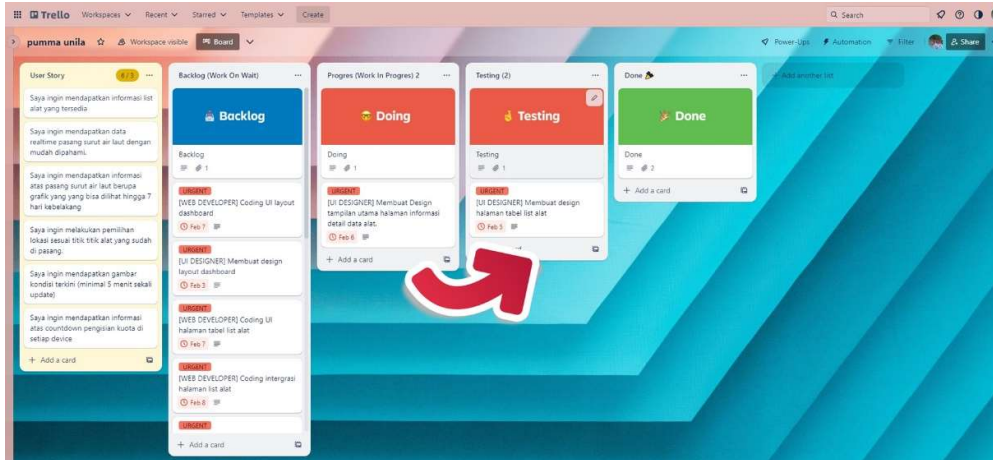 Trello Workspaces Recent Starred Templates Create Search
pumma unila Workspace visible Board Power-Ups Automation Filter Share
User Story
Saya ingin mendapatkan informasi list
alat yang tersedia
Saya ingin mendapatkan data
realtime pasang surut air laut dengan
mudah dipahami.
Saya ingin mendapatkan informasi
atas pasang surut air laut berupa
grafik yang yang bisa dilihat hingga 7
hari kebelakang
Saya ingin melakukan pemilihan
lokasi sesuai titik titik alat yang sudah
di pasang.
Saya ingin mendapatkan gambar
kondisi terkini (minimal 5 menit sekali
update)
Saya ingin mendapatkan informasi
atas countdown pengisian kuota di
setiap device
+ Add a card
Backlog (Work On Wait)
Backlog
Backlog
1
URGENT
[WEB DEVELOPER] Coding UI layout
dashboard
Feb 7
URGENT
[UI DESIGNER] Membuat design
layout dashboard
Feb 3
URGENT
[WEB DEVELOPER] Coding UI
halaman tabel list alat
Feb 7
URGENT
[WEB DEVELOPER] Coding intergrasi
halaman list alat
Feb 8
URGENT
+ Add a card
Progres (Work In Progres) 2
Doing
Doing
1
URGENT
[UI DESIGNER] Membuat Design
tampilan utama halaman informasi
detail data alat.
Feb 6
+ Add a card
Testing (2)
Testing
Testing
1
URGENT
[UI DESIGNER] Membuat design
halaman tabel list alat
Feb 5
Done
Done
Done
2
+ Add a card
+ Add another list